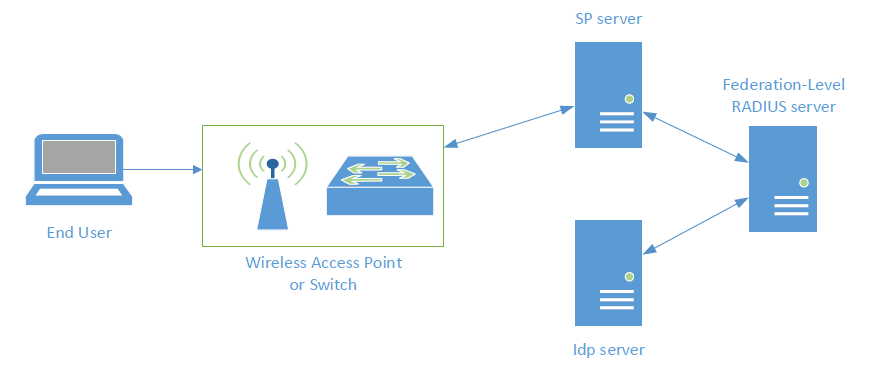 SP server
Federation-Level
RADIUS server
End User
Wireless Access Point
or Switch
Idp server